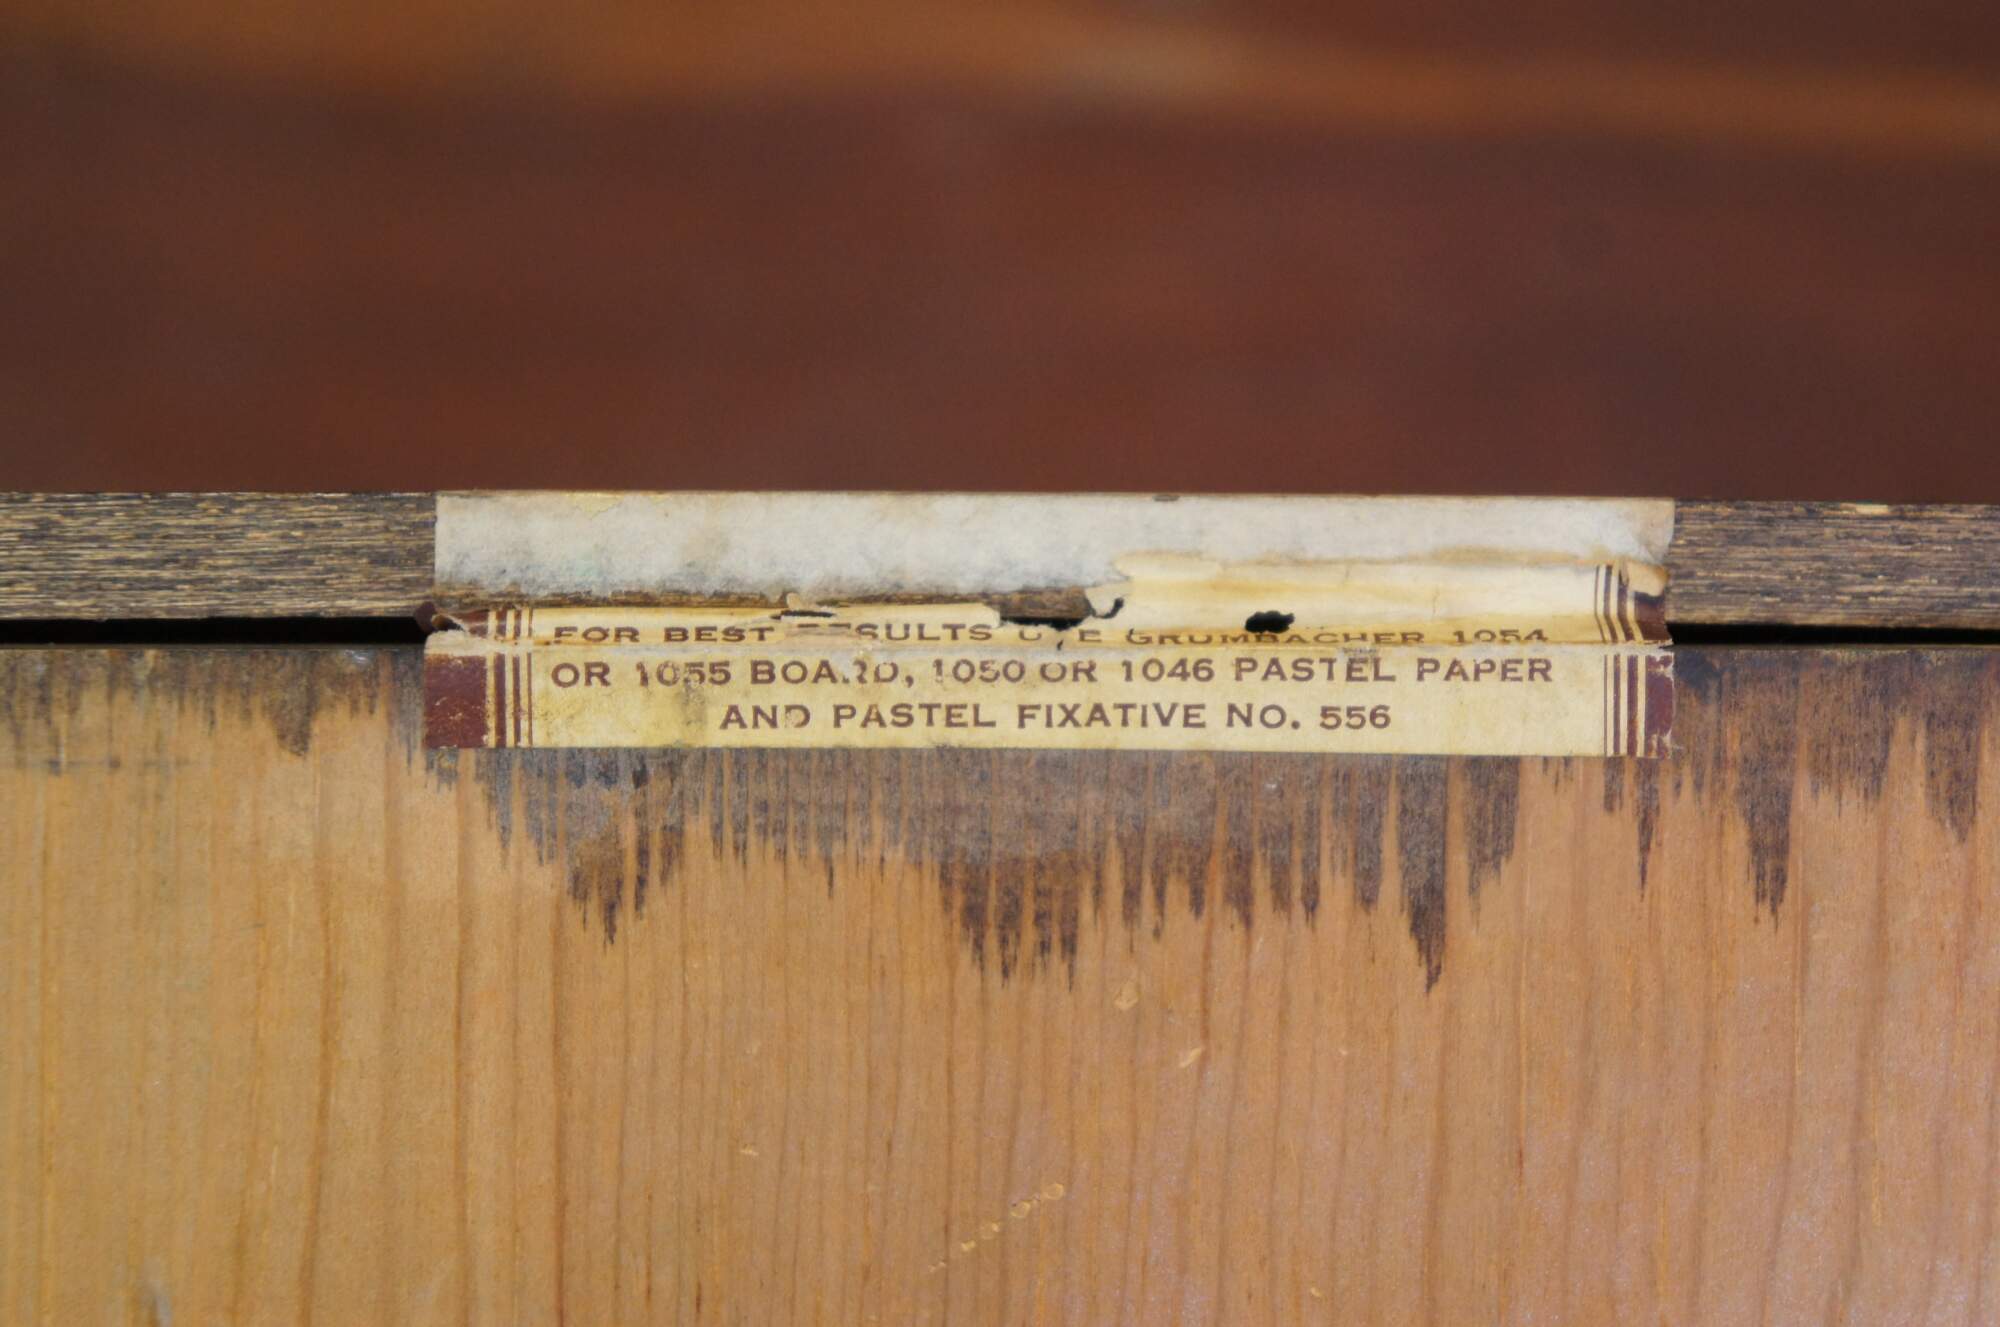 FOR BEST RESULTS USE GRUMBACHER 1054
OR 1055 BOARD, 1050 OR 1046 PASTEL PAPER
AND PASTEL FIXATIVE NO. 556